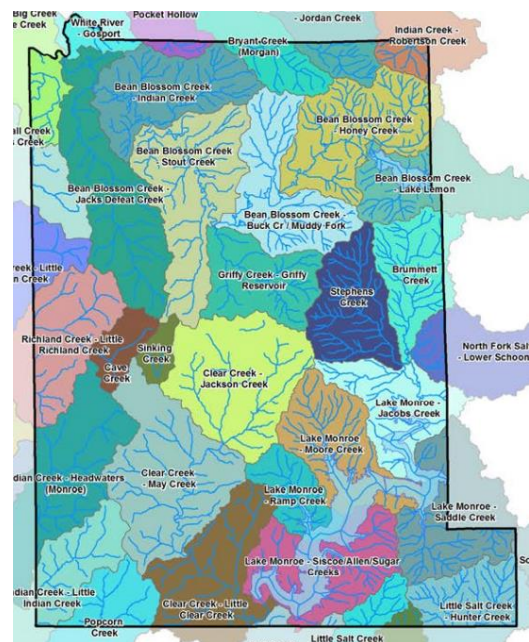 Big Creek
White River
- Gosport
Pocket Hollow
- Jordan Creek
Bryant Creek
(Morgan)
Indian Creek -
Robertson Creek
Bean Blossom Creek
- Indian Creek
Bean Blossom Creek
- Honey Creek
Bean Blossom Creek
- Stout Creek
Bean Blossom Creek
- Lake Lemon
Bean Blossom Creek -
Jacks Defeat Creek
Bean Blossom Creek -
Buck Cr / Muddy Fork
Creek - Little
n Creek
Griffy Creek - Griffy
Reservoir
Stephens
Creek
Brummett
Creek
Richland Creek - Little
Richland Creek
Sinking
Creek
Cave
Creek
Clear Creek -
Jackson Creek
North Fork Salt
- Lower Schoon
Lake Monroe -
Jacobs Creek
Lake Monroe
- Moore Creek
dian Creek - Headwaters
(Monroe)
Clear Creek
- May Creek
Lake Monroe
- Ramp Creek
Lake Monroe -
Saddle Creek
Lake Monroe - Siscoe/Allen/Sugar
Creeks
dian Creek - Little
Indian Creek
Clear Creek - Little
Clear Creek
Little Salt Creek
- Hunter Creek
Popcorn
Creek
Little Salt Creek